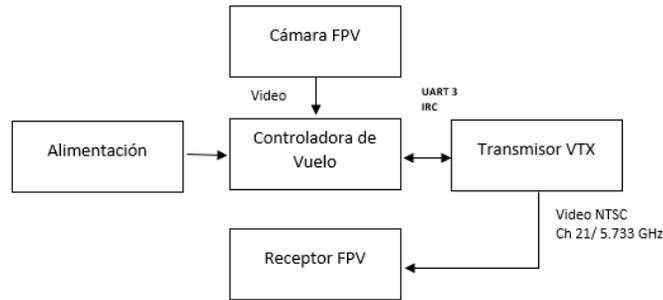 Cámara FPV
Video
UART 3
IRC
Alimentación
Controladora de
Vuelo
Transmisor VTX
Video NTSC
Ch 21/ 5.733 GHz
Receptor FPV